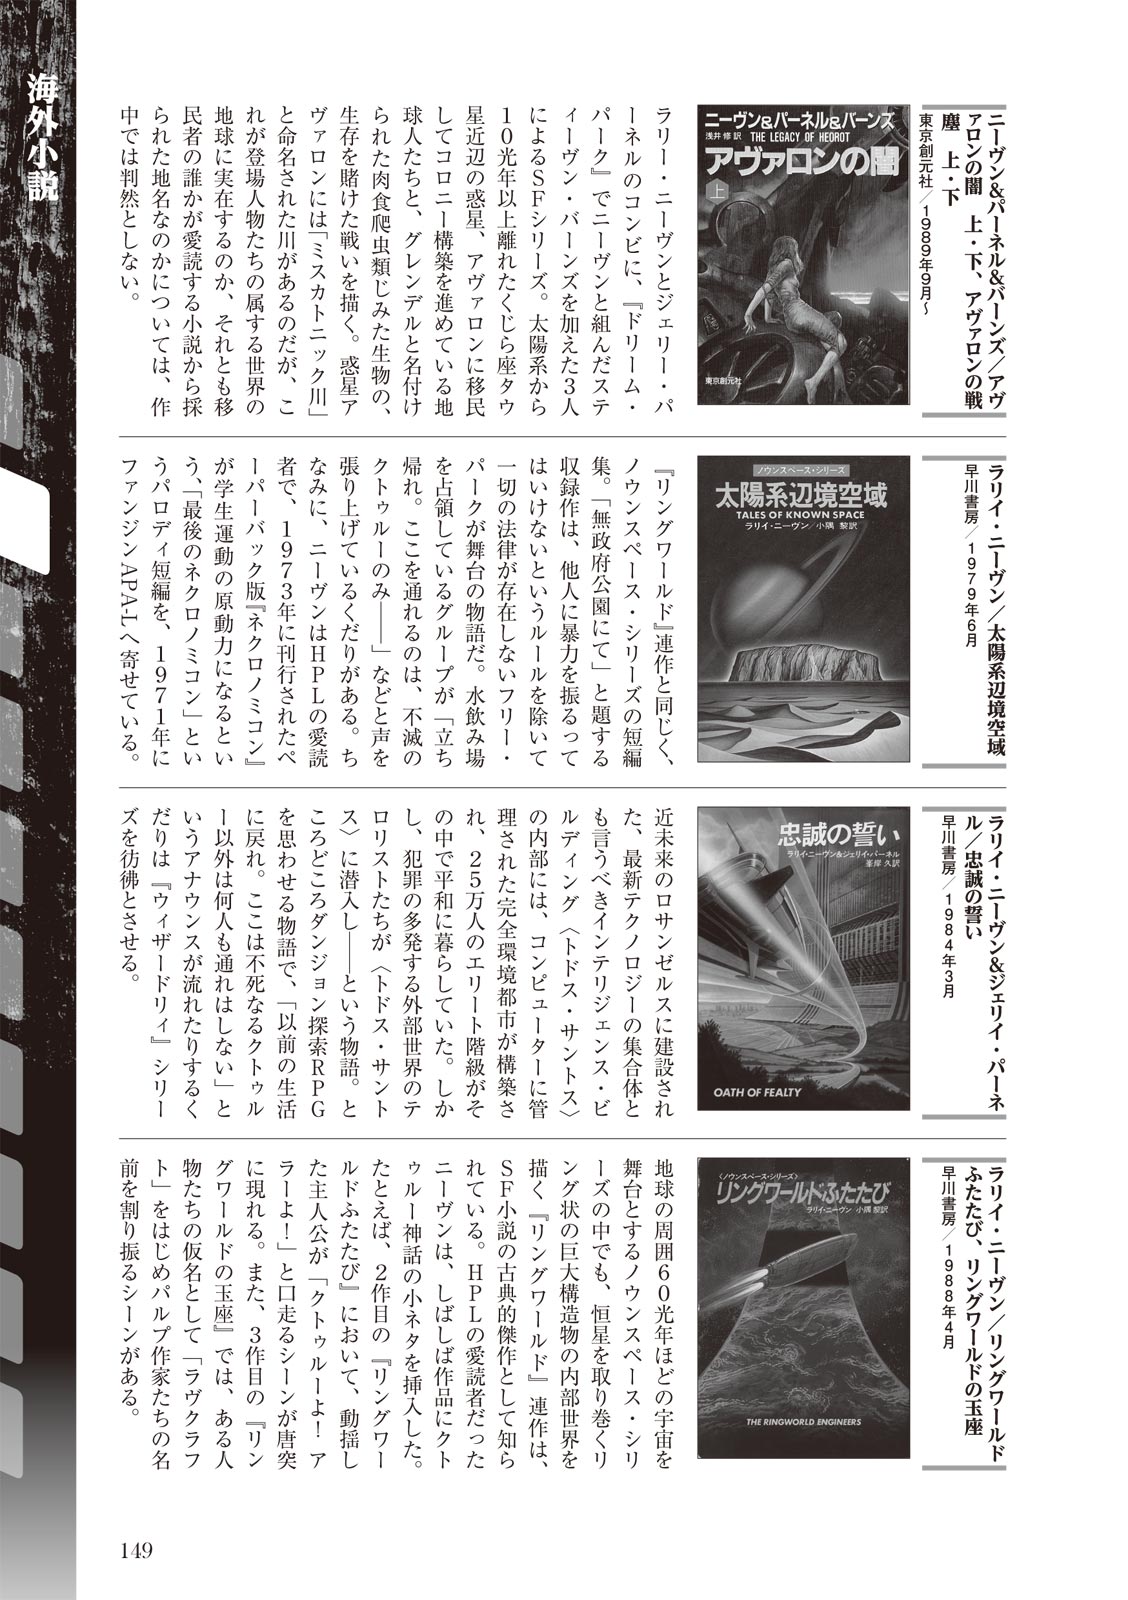 海外小説
ニーヴン&パーネル&バーンズ/アヴ
ァロンの闇 上・下、アヴァロンの戦
塵 上・下
東京創元社/1989年9月〜
ニーヴン&パーネル&バーンズ
浅井 修 訳 THE LEGACY OF HEOROT
アヴァロンの闇
上
東京創元社
ラリー・ニーヴンとジェリー・パ
ーネルのコンビに、『ドリーム・
パーク』でニーヴンと組んだステ
ィーヴン・バーンズを加えた3人
によるSFシリーズ。太陽系から
10光年以上離れたくじら座タウ
星近辺の惑星、アヴァロンに移民
してコロニー構築を進めている地
球人たちと、グレンデルと名付け
られた肉食爬虫類じみた生物の、
生存を賭けた戦いを描く。惑星ア
ヴァロンには「ミスカトニック川」
と命名された川があるのだが、こ
れが登場人物たちの属する世界の
地球に実在するのか、それとも移
民者の誰かが愛読する小説から採
られた地名なのかについては、作
中では判然としない。
ラリイ・ニーヴン/太陽系辺境空域
早川書房/1979年6月
ノウンスペース・シリーズ
太陽系辺境空域
TALES OF KNOWN SPACE
ラリイ・ニーヴン/小隅 黎訳
『リングワールド』連作と同じく、
ノウンスペース・シリーズの短編
集。「無政府公園にて」と題する
収録作は、他人に暴力を振るって
はいけないというルールを除いて
一切の法律が存在しないフリー・
パークが舞台の物語だ。水飲み場
を占領しているグループが「立ち
帰れ。ここを通れるのは、不滅の
クトゥルーのみ——」などと声を
張り上げているくだりがある。ち
なみに、ニーヴンはHPLの愛読
者で、1973年に刊行されたペ
ーパーバック版『ネクロノミコン』
が学生運動の原動力になるとい
う、「最後のネクロノミコン」とい
うパロディ短編を、1971年に
ファンジンAPA-Lへ寄せている。
ラリイ・ニーヴン&ジェリイ・パーネ
ル/忠誠の誓い
早川書房/1984年3月
忠誠の誓い
ラリイ・ニーヴン&ジェリイ・パーネル
峯岸 久訳
OATH OF FEALTY
近未来のロサンゼルスに建設され
た、最新テクノロジーの集合体と
も言うべきインテリジェンス・ビ
ルディング〈トドス・サントス〉
の内部には、コンピューターに管
理された完全環境都市が構築さ
れ、25万人のエリート階級がそ
の中で平和に暮らしていた。しか
し、犯罪の多発する外部世界のテ
ロリストたちが〈トドス・サント
ス〉に潜入し——という物語。と
ころどころダンジョン探索RPG
を思わせる物語で、「以前の生活
に戻れ。ここは不死なるクトゥル
ー以外は何人も通れはしない」と
いうアナウンスが流れたりするく
だりは『ウィザードリィ』シリー
ズを彷彿とさせる。
ラリイ・ニーヴン/リングワールド
ふたたび、リングワールドの玉座
早川書房/1988年4月
〈ノウンスペース・シリーズ〉
リングワールドふたたび
ラリイ・ニーヴン 小隅 黎訳
THE RINGWORLD ENGINEERS
地球の周囲60光年ほどの宇宙を
舞台とするノウンスペース・シリ
ーズの中でも、恒星を取り巻くリ
ング状の巨大構造物の内部世界を
描く『リングワールド』連作は、
SF小説の古典的傑作として知ら
れている。HPLの愛読者だった
ニーヴンは、しばしば作品にクト
ゥルー神話の小ネタを挿入した。
たとえば、2作目の『リングワー
ルドふたたび』において、動揺し
た主人公が「クトゥルーよ！ ア
ラーよ！」と口走るシーンが唐突
に現れる。また、3作目の『リン
グワールドの玉座』では、ある人
物たちの仮名として「ラヴクラフ
ト」をはじめパルプ作家たちの名
前を割り振るシーンがある。
149